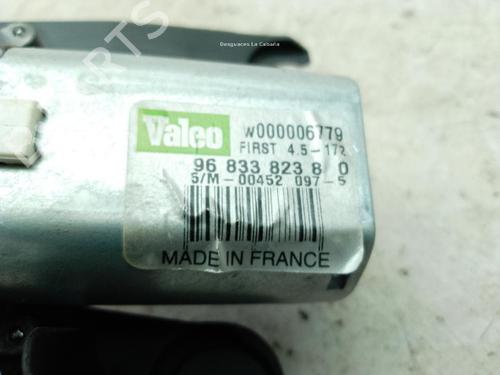 Desguaces La Cabaña
Valeo
W000006779
FIRST 4.5-172
96 833 823 8 0
S/M-00452 097-5
MADE IN FRANCE